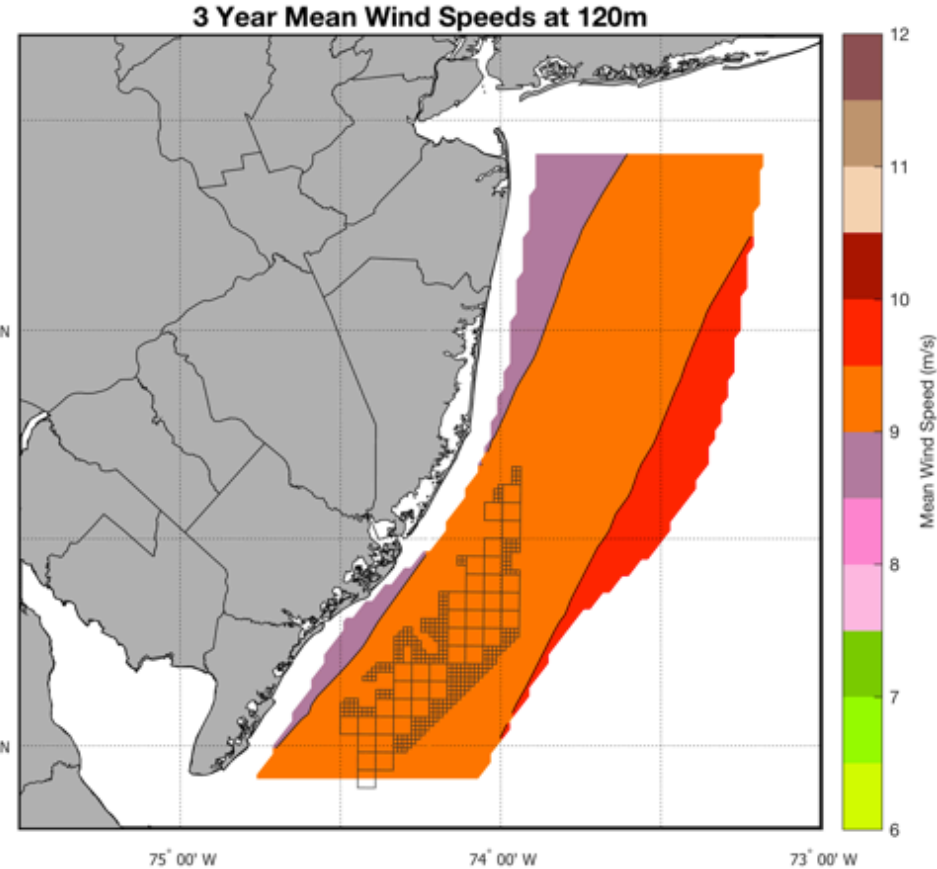 3 Year Mean Wind Speeds at 120m
12
11
10
9
8
7
6
Mean Wind Speed (m/s)
N
N
75° 00' W
74° 00' W
73° 00' W